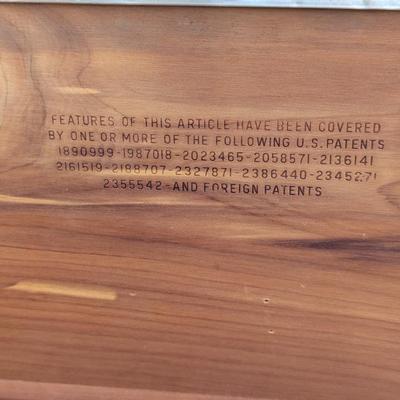 FEATURES OF THIS ARTICLE HAVE BEEN COVERED
BY ONE OR MORE OF THE FOLLOWING U.S. PATENTS
1890999-1987018-2023465-2058571-2136141
2161519-2188707-2327871-2386440-2345271
2355542-AND FOREIGN PATENTS